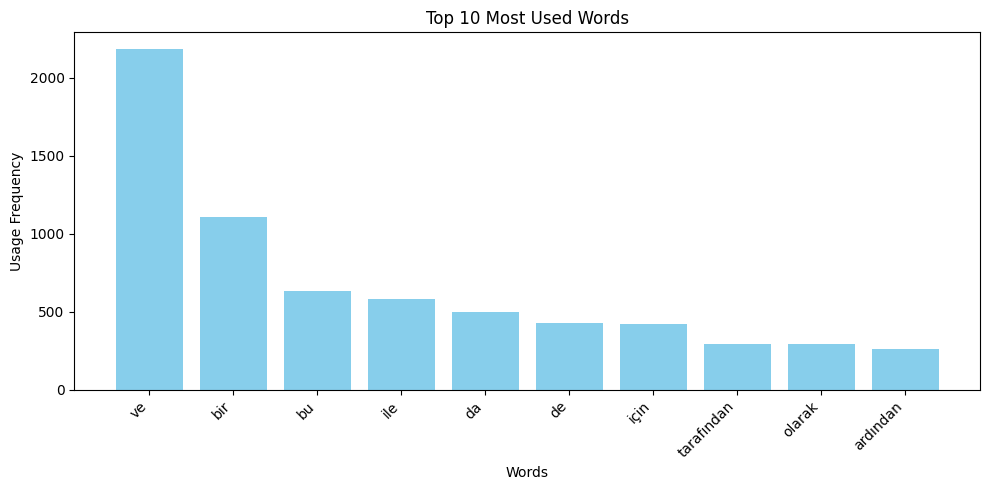 Top 10 Most Used Words
Usage Frequency
2000
1500
1000
500
0
ve
bir
bu
ile
da
de
için
tarafından
olarak
ardından
Words